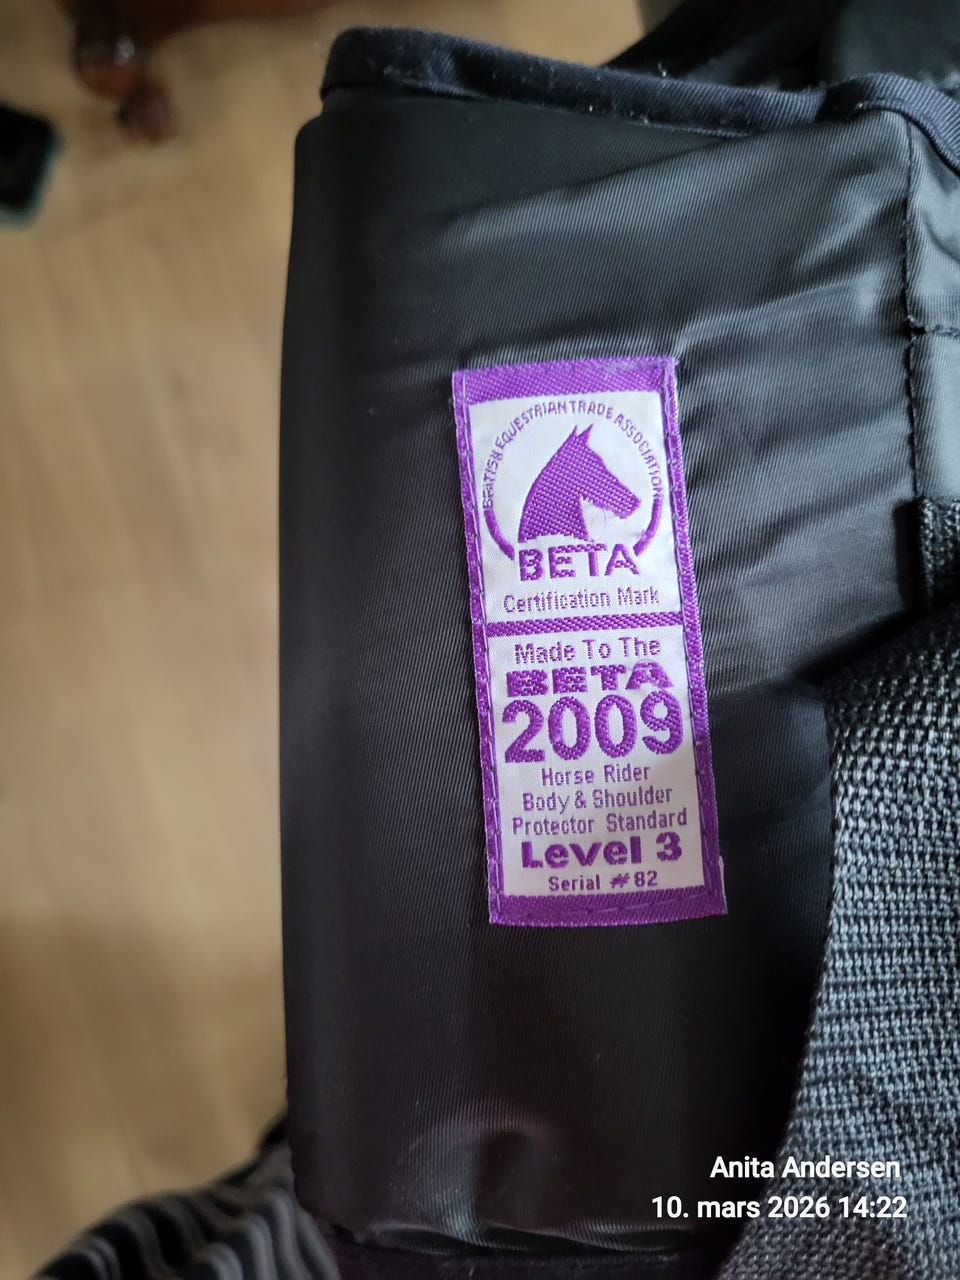 BRITISH EQUESTRIAN TRADE ASSOCIATION
BETA
Certification Mark
Made To The
BETA
2009
Horse Rider
Body & Shoulder
Protector Standard
Level 3
Serial # 82
Anita Andersen
10. mars 2026 14:22